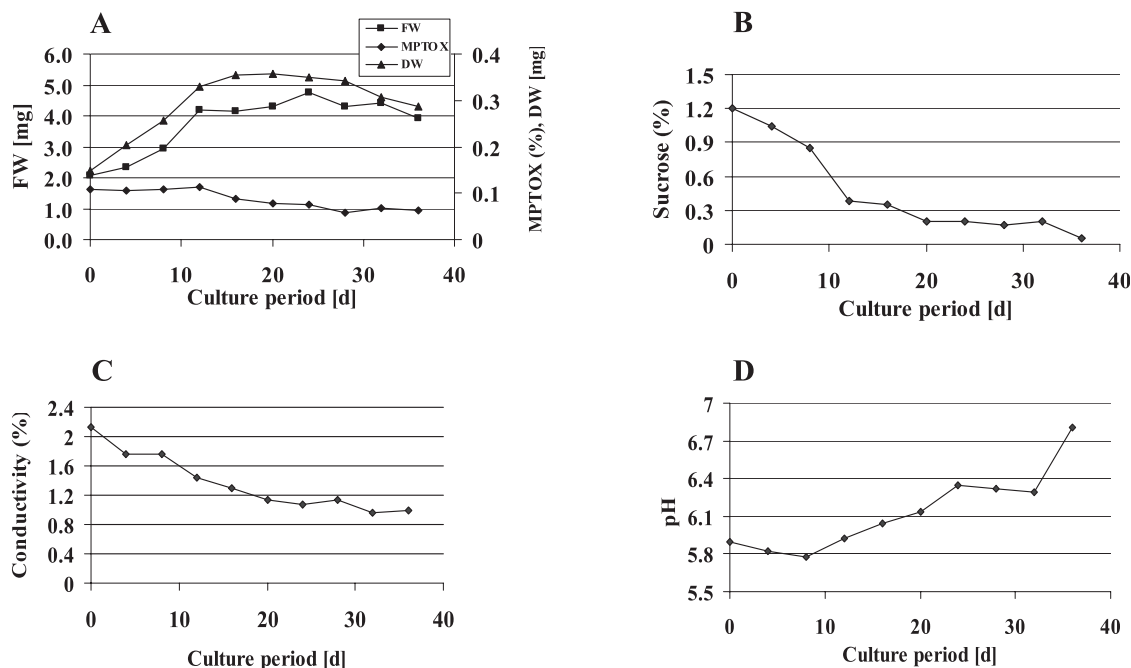 A
FW
MPTOX
DW
FW [mg]
6.0
5.0
4.0
3.0
2.0
1.0
0.0
0.4
0.3
0.2
0.1
0
MPTOX (%), DW [mg]
0 10 20 30 40
Culture period [d]
B
Sucrose (%)
1.5
1.2
0.9
0.6
0.3
0
0 10 20 30 40
Culture period [d]
C
Conductivity (%)
2.4
2
1.6
1.2
0.8
0.4
0
0 10 20 30 40
Culture period [d]
D
pH
7
6.7
6.4
6.1
5.8
5.5
0 10 20 30 40
Culture period [d]